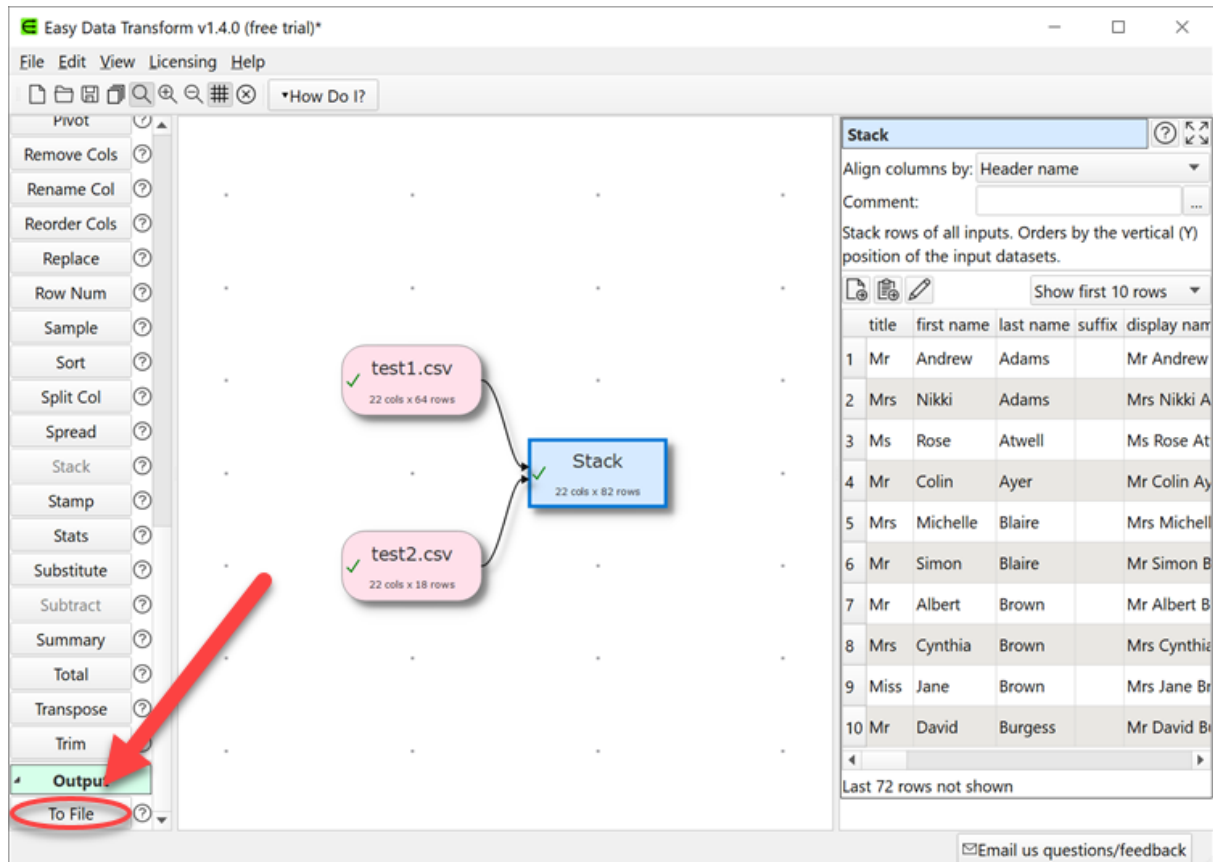 Easy Data Transform v1.4.0 (free trial)*
File Edit View Licensing Help
How Do I?
Pivot
Remove Cols
Rename Col
Reorder Cols
Replace
Row Num
Sample
Sort
Split Col
Spread
Stack
Stamp
Stats
Substitute
Subtract
Summary
Total
Transpose
Trim
Output
To File
test1.csv
22 cols x 64 rows
test2.csv
22 cols x 18 rows
Stack
22 cols x 82 rows
Stack
Align columns by: Header name
Comment: ...
Stack rows of all inputs. Orders by the vertical (Y)
position of the input datasets.
Show first 10 rows
title first name last name suffix display nam
1 Mr Andrew Adams Mr Andrew
2 Mrs Nikki Adams Mrs Nikki A
3 Ms Rose Atwell Ms Rose At
4 Mr Colin Ayer Mr Colin Ay
5 Mrs Michelle Blaire Mrs Michell
6 Mr Simon Blaire Mr Simon B
7 Mr Albert Brown Mr Albert B
8 Mrs Cynthia Brown Mrs Cynthia
9 Miss Jane Brown Mrs Jane Br
10 Mr David Burgess Mr David Bu
Last 72 rows not shown
Email us questions/feedback